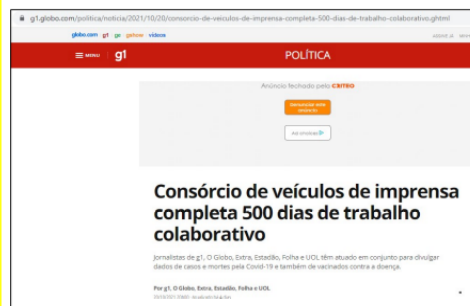 g1.globo.com/politica/noticia/2021/10/20/consorcio-de-veiculos-de-imprensa-completa-500-dias-de-trabalho-colaborativo.ghtml
globo.com g1 ge gshow vídeos
MENU g1 POLÍTICA
Anúncio fechado pelo CRITEO
Consórcio de veículos de imprensa
completa 500 dias de trabalho
colaborativo
Jornalistas de g1, O Globo, Extra, Estadão, Folha e UOL têm atuado em conjunto para divulgar
dados de casos e mortes pela Covid-19 e também de vacinados contra a doença.
Por g1, O Globo, Extra, Estadão, Folha e UOL